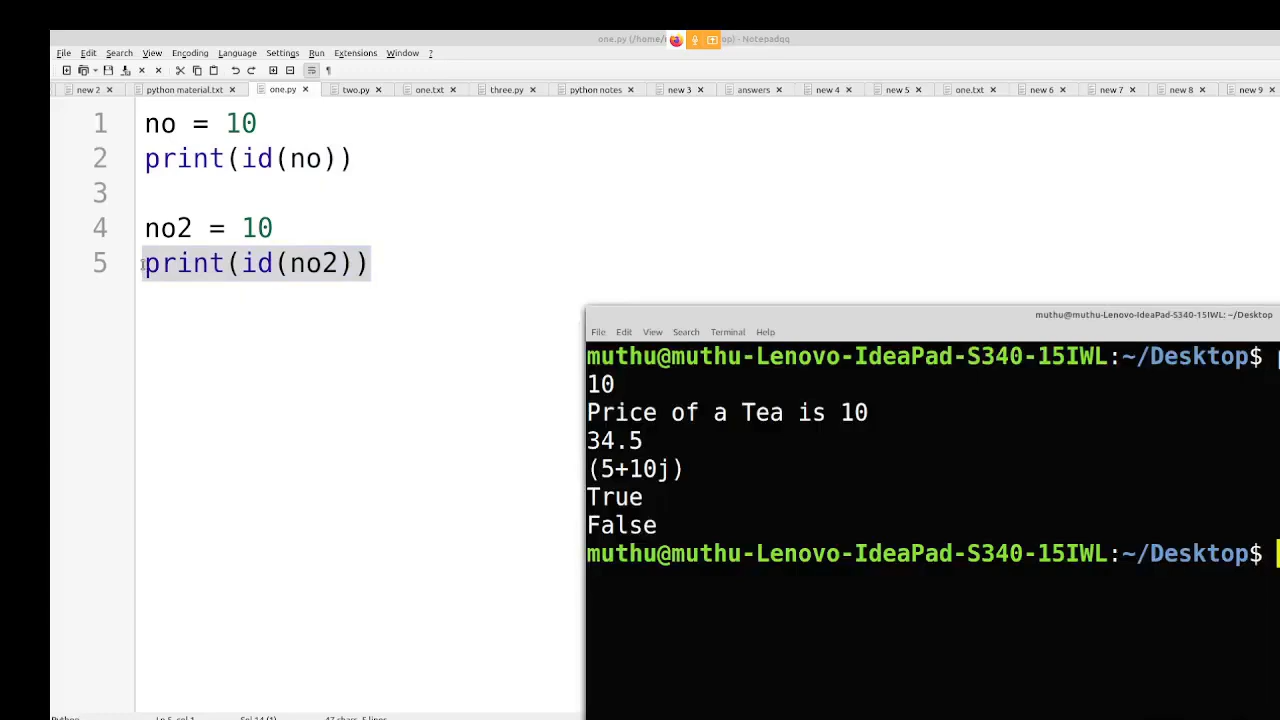 one.py (/home/ op) - Notepadqq
File Edit Search View Encoding Language Settings Run Extensions Window ?
new 2 python material.txt one.py two.py one.txt three.py python notes new 3 answers new 4 new 5 one.txt new 6 new 7 new 8 new 9
1 no = 10
2 print(id(no))
3
4 no2 = 10
5 print(id(no2))
muthu@muthu-Lenovo-IdeaPad-S340-15IWL: ~/Desktop
File Edit View Search Terminal Help
muthu@muthu-Lenovo-IdeaPad-S340-15IWL:~/Desktop$
10
Price of a Tea is 10
34.5
(5+10j)
True
False
muthu@muthu-Lenovo-IdeaPad-S340-15IWL:~/Desktop$